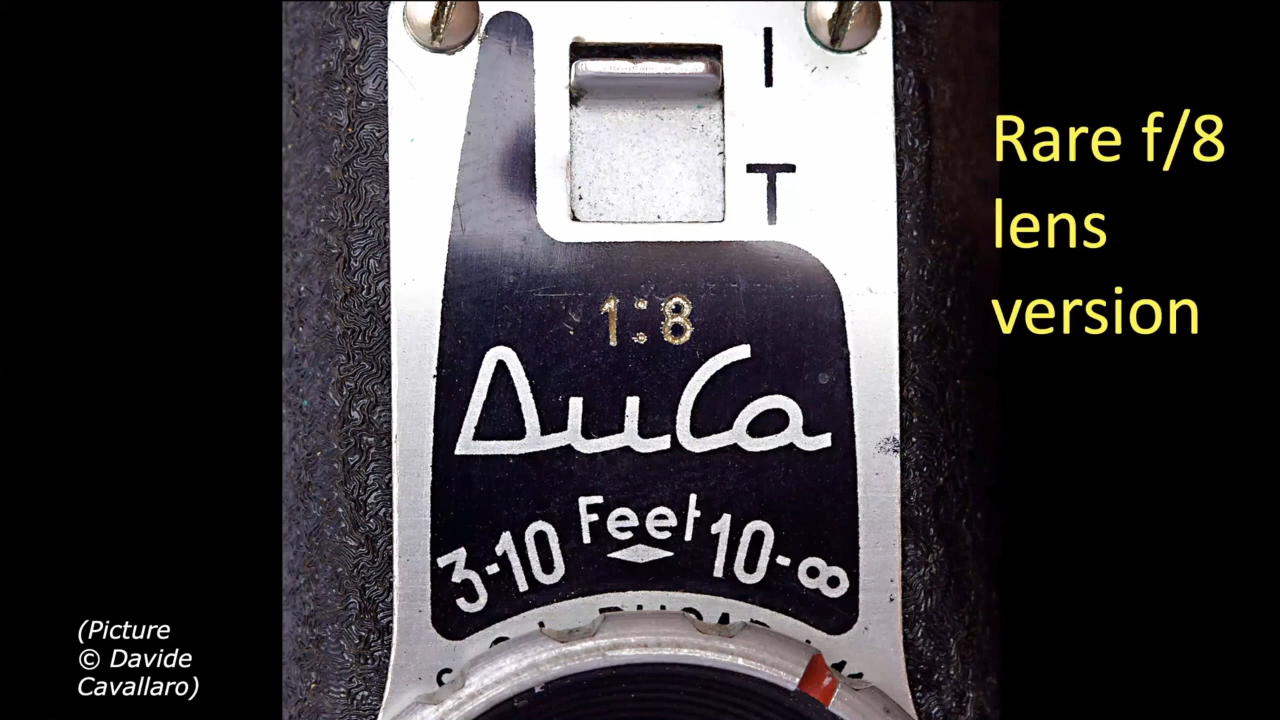 I
T
1:8
DuCa
Feet
3-10 10-∞
Rare f/8
lens
version
(Picture
© Davide
Cavallaro)